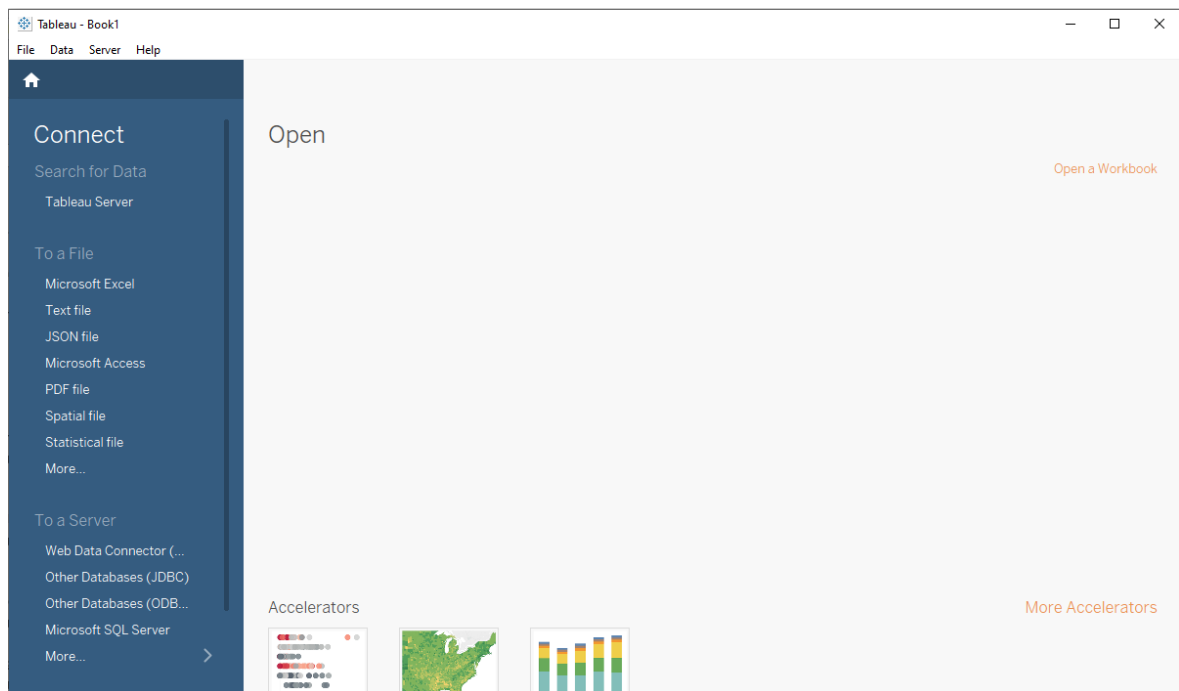 Tableau - Book1
File Data Server Help
Connect
Search for Data
Tableau Server
To a File
Microsoft Excel
Text file
JSON file
Microsoft Access
PDF file
Spatial file
Statistical file
More...
To a Server
Web Data Connector (...
Other Databases (JDBC)
Other Databases (ODB...
Microsoft SQL Server
More...
Open
Open a Workbook
Accelerators
More Accelerators